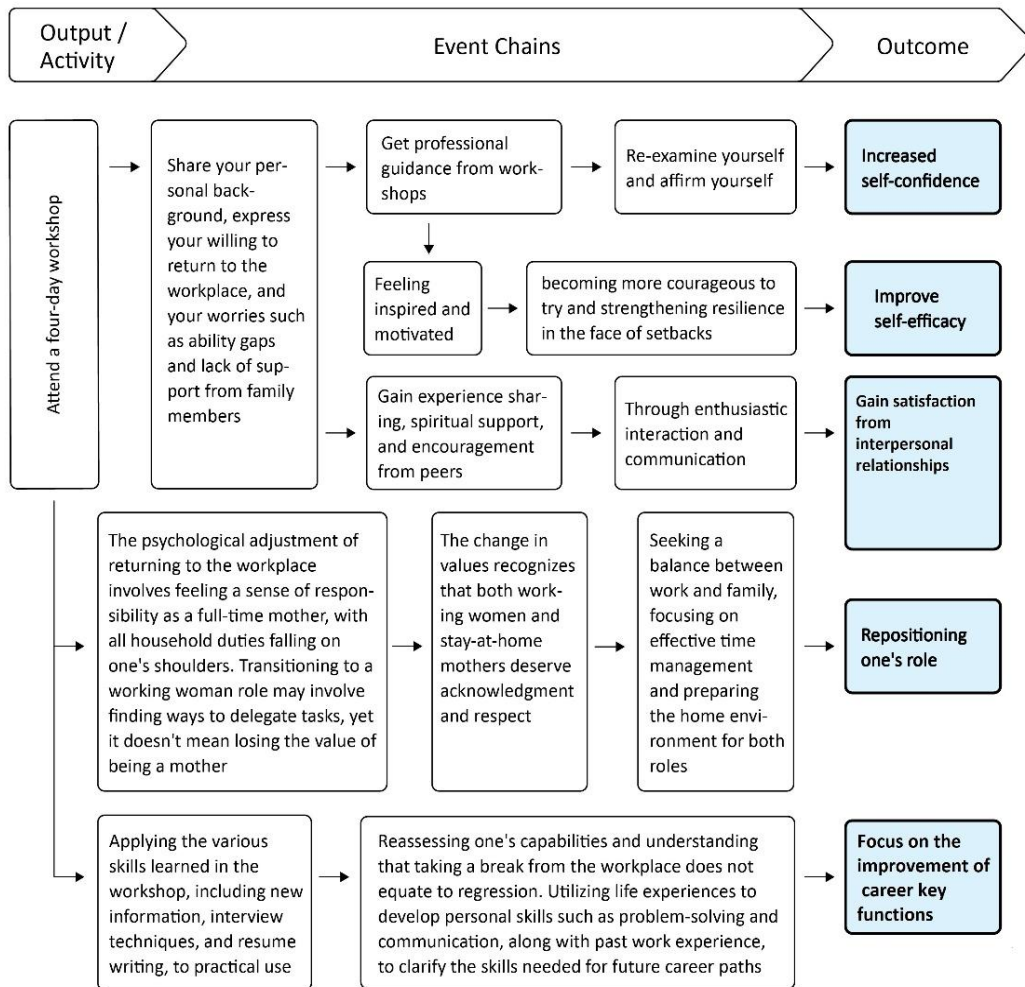 Output /
Activity
Event Chains
Outcome
Attend a four-day workshop
Share your per-
sonal back-
ground, express
your willing to
return to the
workplace, and
your worries such
as ability gaps
and lack of sup-
port from family
members
Get professional
guidance from work-
shops
Re-examine yourself
and affirm yourself
Increased
self-confidence
Feeling
inspired and
motivated
becoming more courageous to
try and strengthening resilience
in the face of setbacks
Improve
self-efficacy
Gain experience shar-
ing, spiritual support,
and encouragement
from peers
Through enthusiastic
interaction and
communication
Gain satisfaction
from
interpersonal
relationships
The psychological adjustment of
returning to the workplace
involves feeling a sense of respon-
sibility as a full-time mother, with
all household duties falling on
one's shoulders. Transitioning to a
working woman role may involve
finding ways to delegate tasks, yet
it doesn't mean losing the value of
being a mother
The change in
values recognizes
that both work-
ing women and
stay-at-home
mothers deserve
acknowledgment
and respect
Seeking a
balance between
work and family,
focusing on
effective time
management
and preparing
the home envi-
ronment for both
roles
Repositioning
one's role
Applying the various
skills learned in the
workshop, including new
information, interview
techniques, and resume
writing, to practical use
Reassessing one's capabilities and understanding
that taking a break from the workplace does not
equate to regression. Utilizing life experiences to
develop personal skills such as problem-solving and
communication, along with past work experience,
to clarify the skills needed for future career paths
Focus on the
improvement of
career key
functions